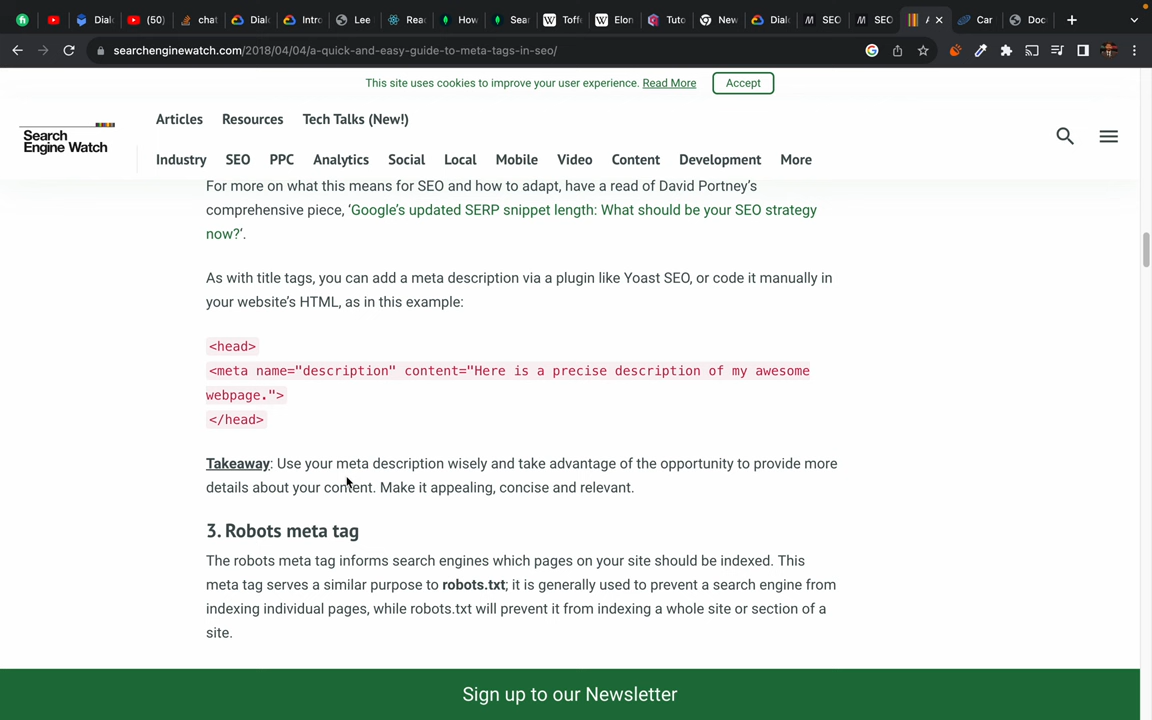 Dialo
(50)
chat
Dialo
Intro
Lee
Rea
How
Sear
Toffe
Elon
Tuto
New
Dialo
SEO
SEO
A
Car
Doc
searchenginewatch.com/2018/04/04/a-quick-and-easy-guide-to-meta-tags-in-seo/
This site uses cookies to improve your user experience. Read More Accept
Search
Engine Watch
Articles Resources Tech Talks (New!)
Industry SEO PPC Analytics Social Local Mobile Video Content Development More
For more on what this means for SEO and how to adapt, have a read of David Portney’s
comprehensive piece, ‘Google’s updated SERP snippet length: What should be your SEO strategy
now?‘.
As with title tags, you can add a meta description via a plugin like Yoast SEO, or code it manually in
your website’s HTML, as in this example:
<head>
<meta name="description" content="Here is a precise description of my awesome
webpage.">
</head>
Takeaway: Use your meta description wisely and take advantage of the opportunity to provide more
details about your content. Make it appealing, concise and relevant.
3. Robots meta tag
The robots meta tag informs search engines which pages on your site should be indexed. This
meta tag serves a similar purpose to robots.txt; it is generally used to prevent a search engine from
indexing individual pages, while robots.txt will prevent it from indexing a whole site or section of a
site.
Sign up to our Newsletter